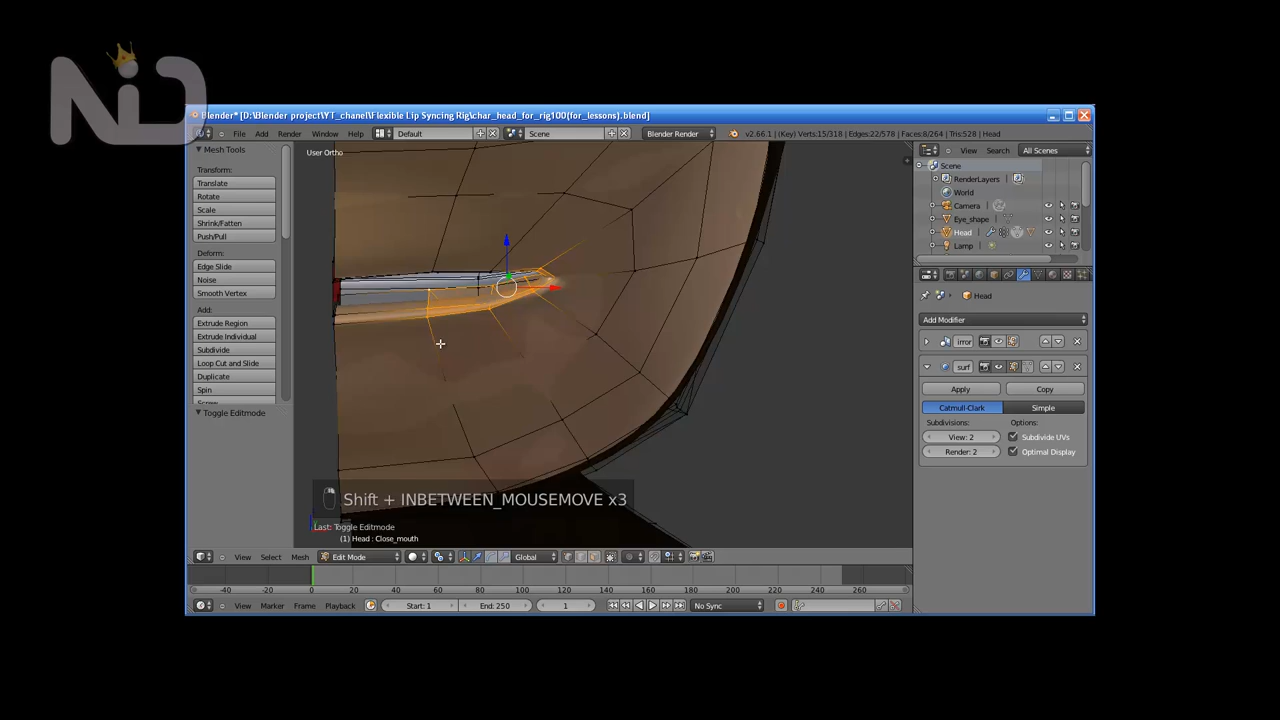 NiD
Blender* [D:\Blender project\YT_chanel\Flexible Lip Syncing Rig\char_head_for_rig100(for_lessons).blend]
File Add Render Window Help Default Scene Blender Render v2.66.1 | (Key) Verts:15/318 | Edges:22/578 | Faces:8/264 | Tris:528 | Head
Mesh Tools
User Ortho
View Search All Scenes
Transform:
Translate
Rotate
Scale
Shrink/Fatten
Push/Pull
Deform:
Edge Slide
Noise
Smooth Vertex
Add:
Extrude Region
Extrude Individual
Subdivide
Loop Cut and Slide
Duplicate
Spin
Toggle Editmode
Scene
RenderLayers
World
Camera
Eye_shape
Head
Lamp
Head
Add Modifier
irror
surf
Apply Copy
Catmull-Clark Simple
Subdivisions: Options:
View: 2 Subdivide UVs
Render: 2 Optimal Display
Shift + INBETWEEN_MOUSEMOVE x3
Last: Toggle Editmode
(1) Head : Close_mouth
View Select Mesh Edit Mode Global
-40 -20 0 20 40 60 80 100 120 140 160 180 200 220 240 260
View Marker Frame Playback Start: 1 End: 250 1 No Sync